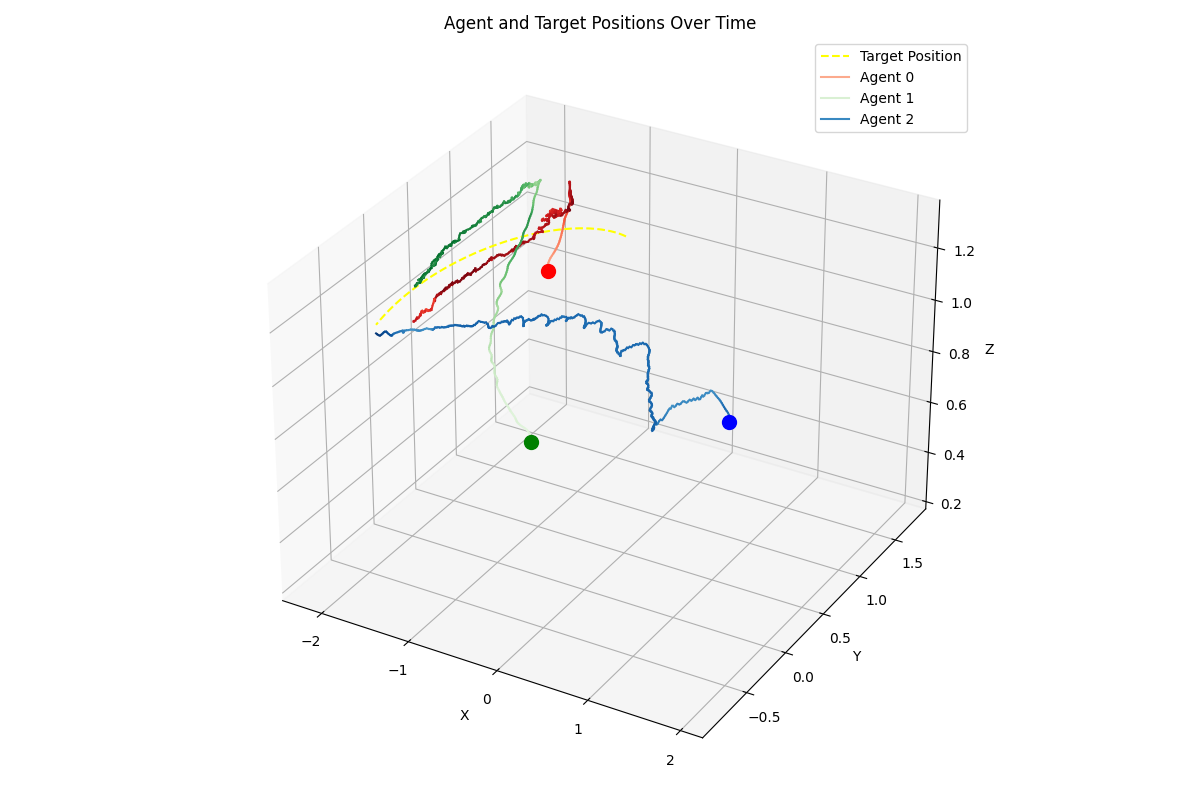 Agent and Target Positions Over Time
Target Position
Agent 0
Agent 1
Agent 2
1.2
1.0
Z
0.8
0.6
0.4
0.2
1.5
1.0
0.5
Y
0.0
−0.5
−2
−1
0
X
1
2